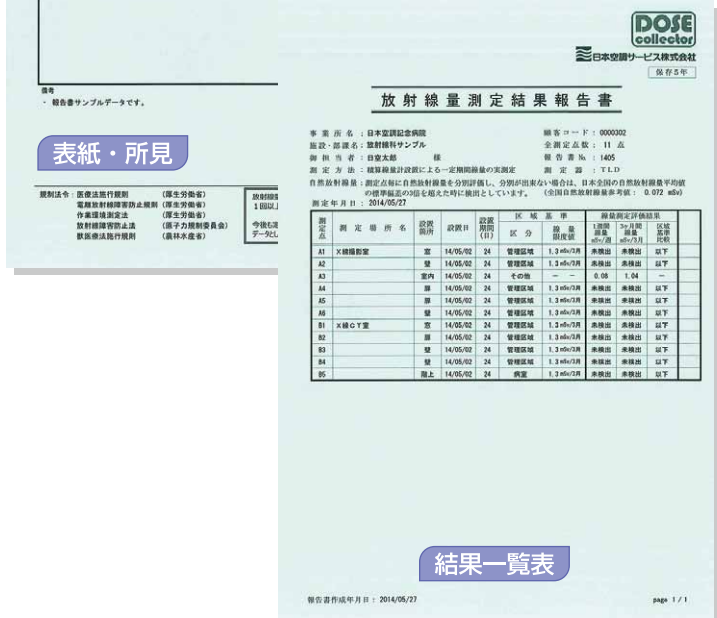 備考
・ 報告書サンプルデータです。
表紙・所見
規制法令：医療法施行規則 (厚生労働省)
電離放射線障害防止規則 (厚生労働省)
作業環境測定法 (厚生労働省)
放射線障害防止法 (原子力規制委員会)
獣医療法施行規則 (農林水産省)
放射線
1回以
今後も
データとし
DOSE
collector
日本空調サービス株式会社
保存5年
放射線量測定結果報告書
事業所名：日本空調記念病院 顧客コード：0000302
施設・部課名：放射線科サンプル 全測定点数：11 点
御担当者：日空太郎 様 報告書No.：1405
測定方法：積算線量計設置による一定期間線量の実測定 測定器：TLD
自然放射線量：測定点毎に自然放射線量を分別評価し、分別が出来ない場合は、日本全国の自然放射線量平均値
の標準偏差の3倍を超えた時に検出としています。 (全国自然放射線量参考値： 0.072 mSv)
測定年月日：2014/05/27
測定点 測定場所名 設置箇所 設置日 設置期間(日) 区域基準 線量測定評価結果
区分 線量限度値 1週間線量mSv/週 3ヶ月間線量mSv/3月 区域基準比較
A1 X線撮影室 窓 14/05/02 24 管理区域 1.3 mSv/3月 未検出 未検出 以下
A2 壁 14/05/02 24 管理区域 1.3 mSv/3月 未検出 未検出 以下
A3 室内 14/05/02 24 その他 － － 0.08 1.04 －
A4 扉 14/05/02 24 管理区域 1.3 mSv/3月 未検出 未検出 以下
A5 扉 14/05/02 24 管理区域 1.3 mSv/3月 未検出 未検出 以下
A6 壁 14/05/02 24 管理区域 1.3 mSv/3月 未検出 未検出 以下
B1 X線CT室 窓 14/05/02 24 管理区域 1.3 mSv/3月 未検出 未検出 以下
B2 扉 14/05/02 24 管理区域 1.3 mSv/3月 未検出 未検出 以下
B3 壁 14/05/02 24 管理区域 1.3 mSv/3月 未検出 未検出 以下
B4 壁 14/05/02 24 管理区域 1.3 mSv/3月 未検出 未検出 以下
B5 階上 14/05/02 24 病室 1.3 mSv/3月 未検出 未検出 以下
結果一覧表
報告書作成年月日：2014/05/27 page 1 / 1